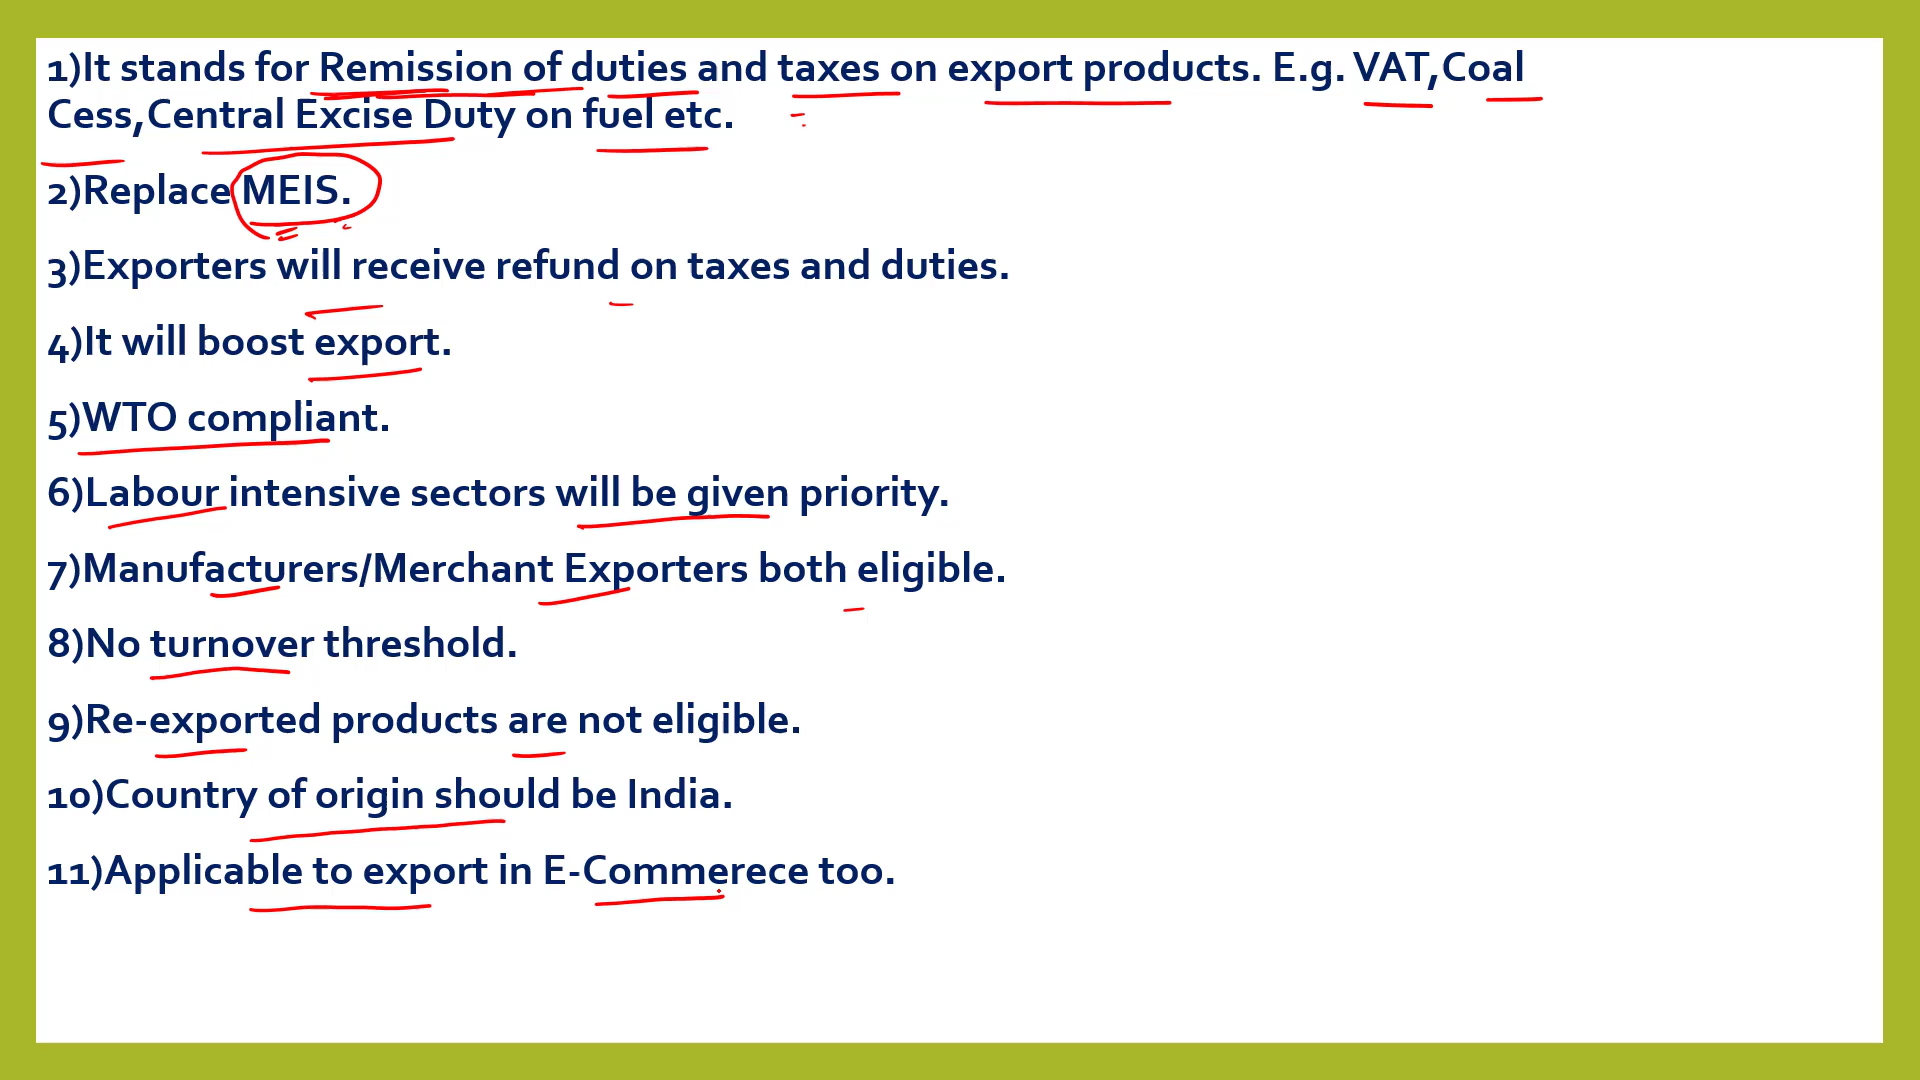 1)It stands for Remission of duties and taxes on export products. E.g. VAT,Coal
Cess,Central Excise Duty on fuel etc.
2)Replace MEIS.
3)Exporters will receive refund on taxes and duties.
4)It will boost export.
5)WTO compliant.
6)Labour intensive sectors will be given priority.
7)Manufacturers/Merchant Exporters both eligible.
8)No turnover threshold.
9)Re-exported products are not eligible.
10)Country of origin should be India.
11)Applicable to export in E-Commerece too.